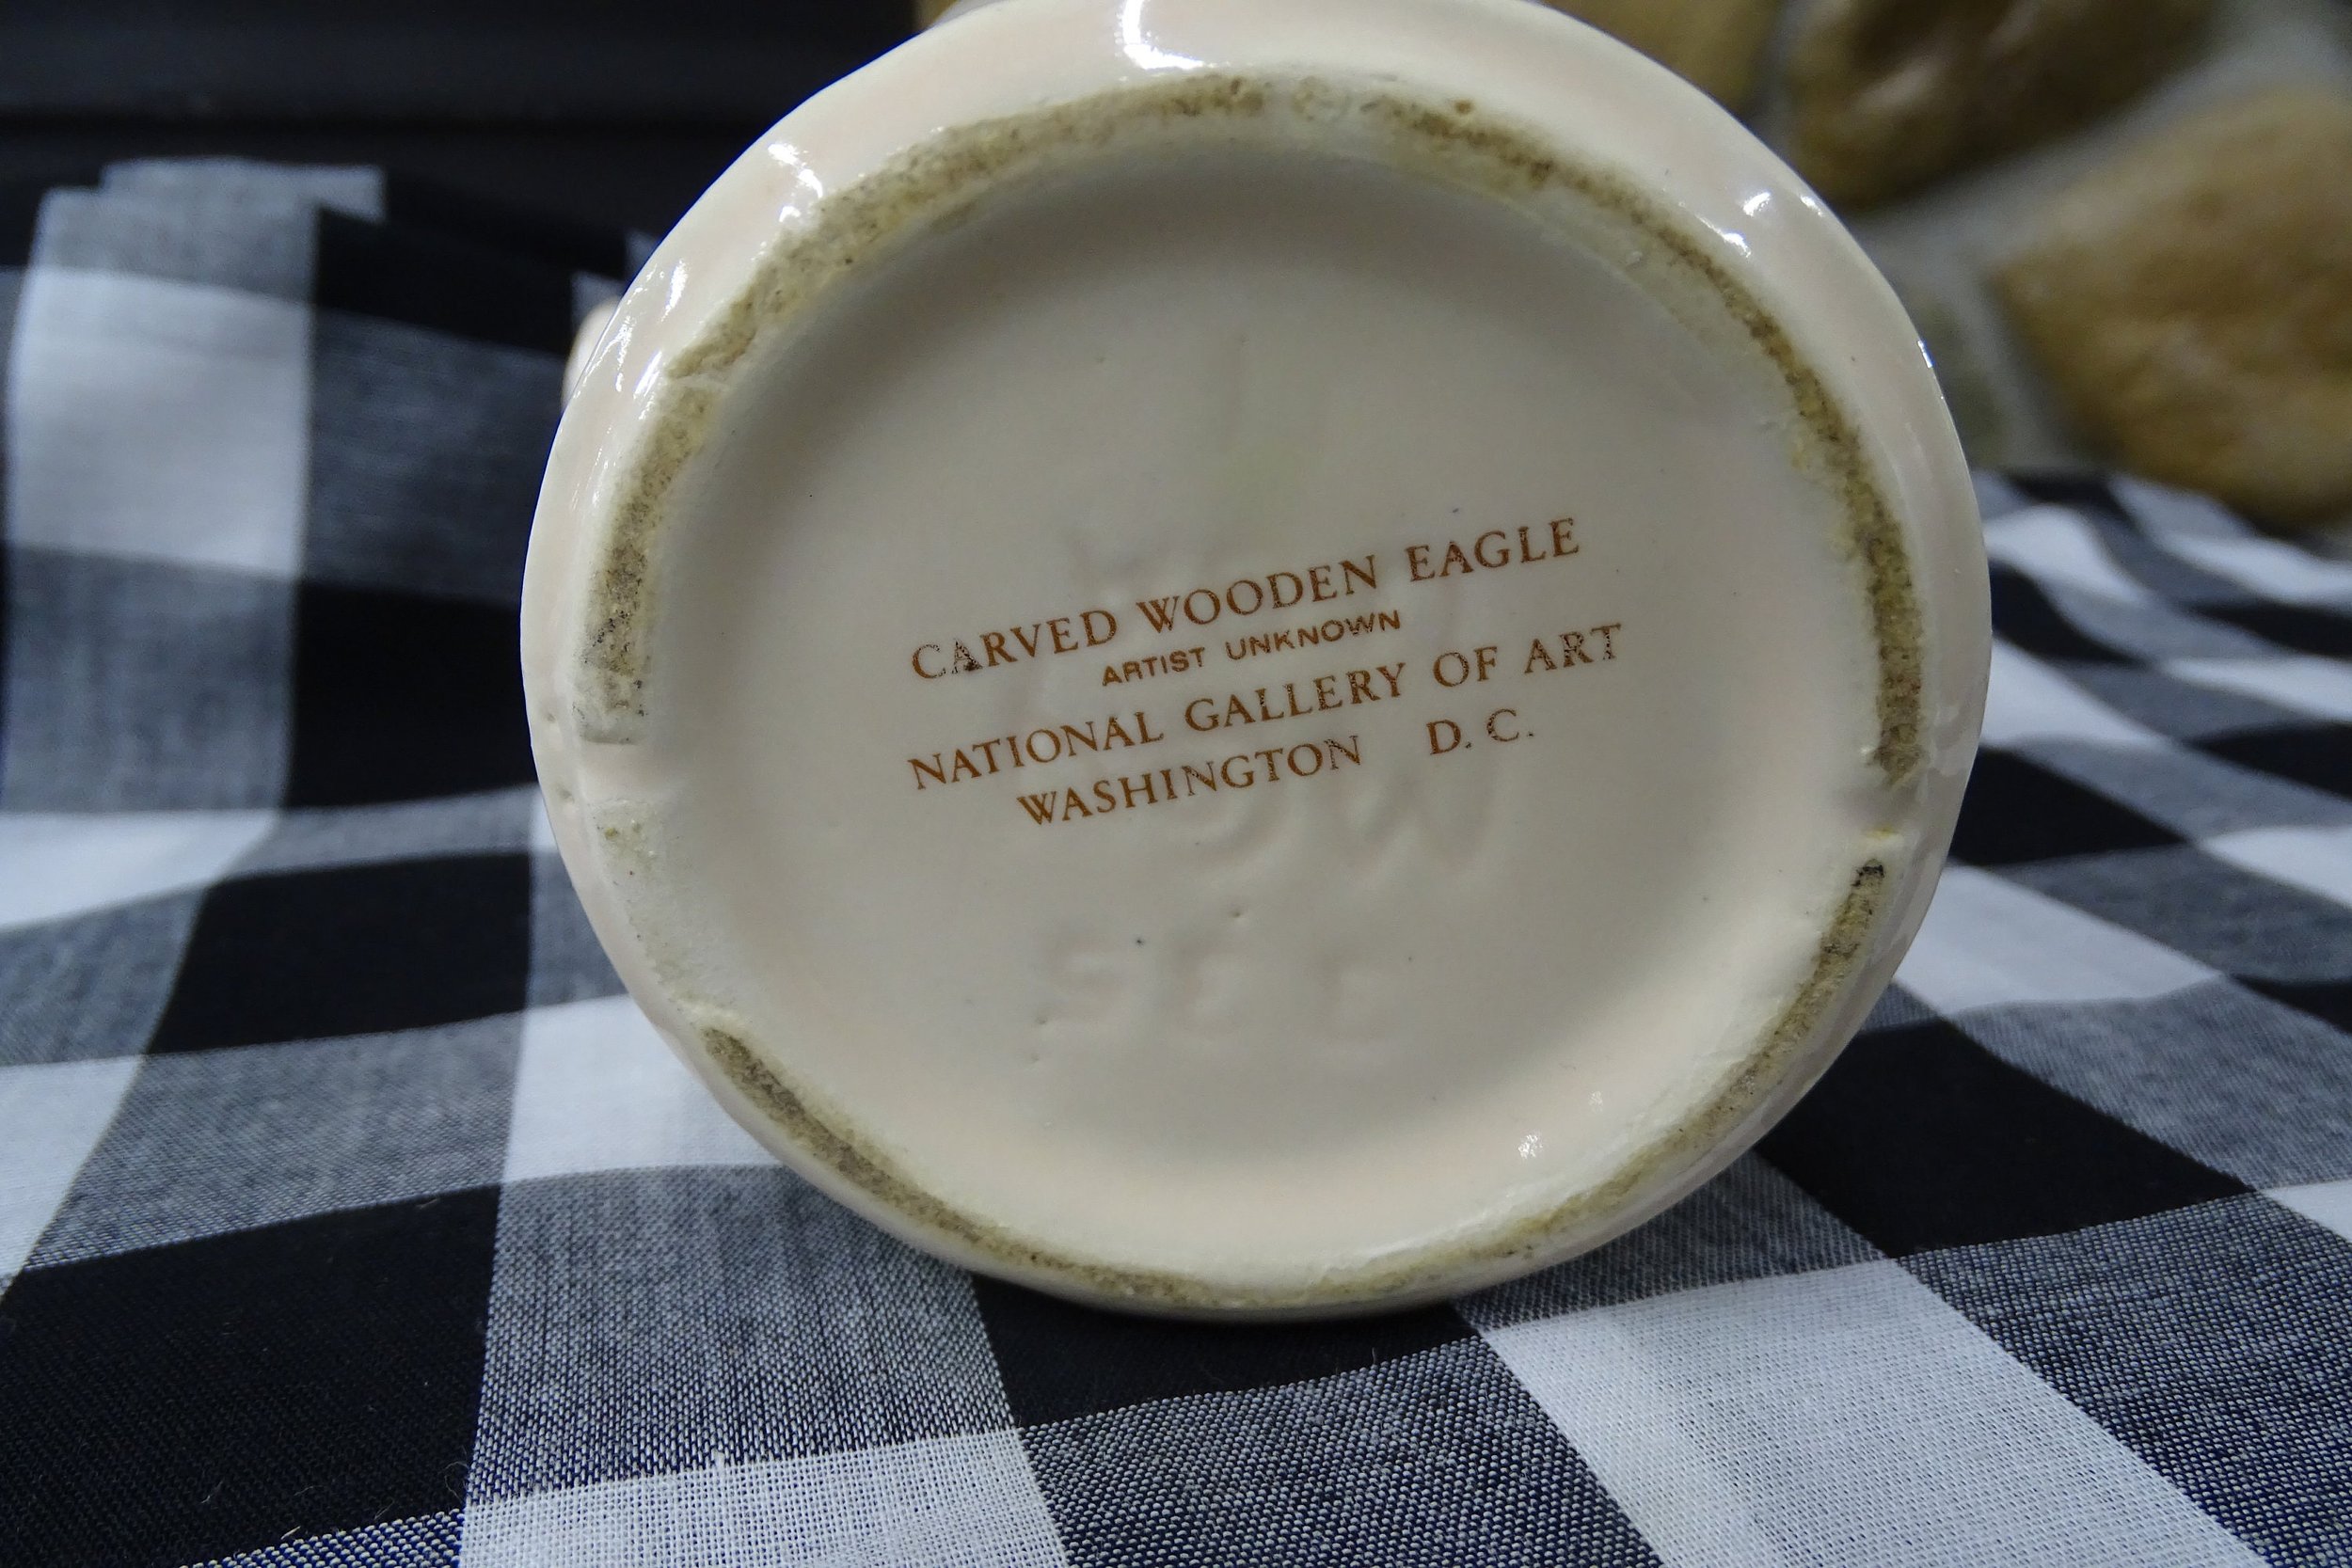 CARVED WOODEN EAGLE
ARTIST UNKNOWN
NATIONAL GALLERY OF ART
WASHINGTON D.C.